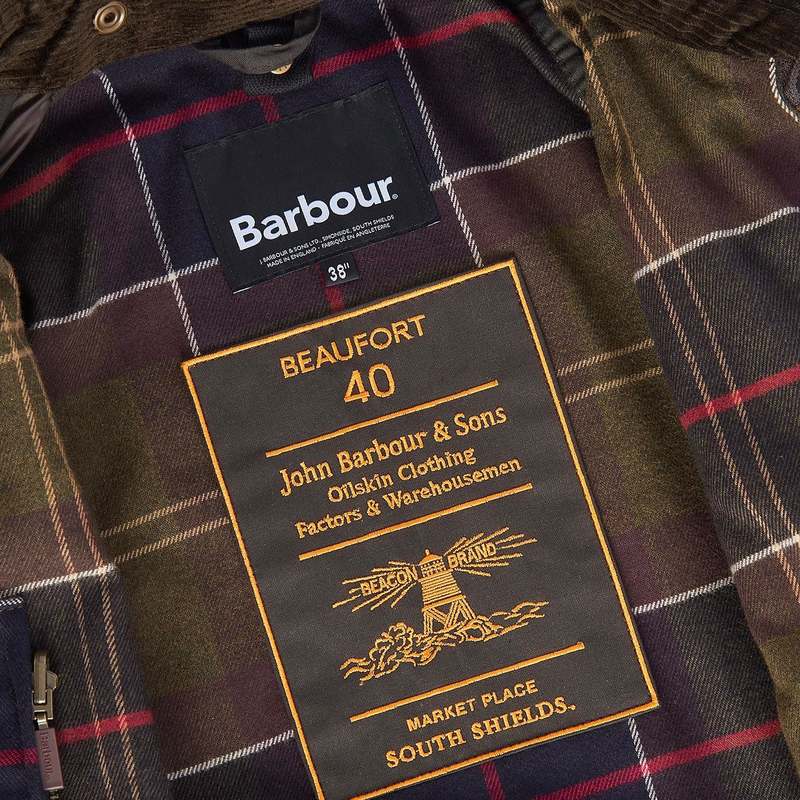 Barbour®
J. BARBOUR & SONS LTD., SIMONSIDE, SOUTH SHIELDS
MADE IN ENGLAND - FABRIQUÉ EN ANGLETERRE
38"
BEAUFORT
40
John Barbour & Sons
Oilskin Clothing
Factors & Warehousemen
BEACON BRAND
MARKET PLACE
SOUTH SHIELDS.
Barbour